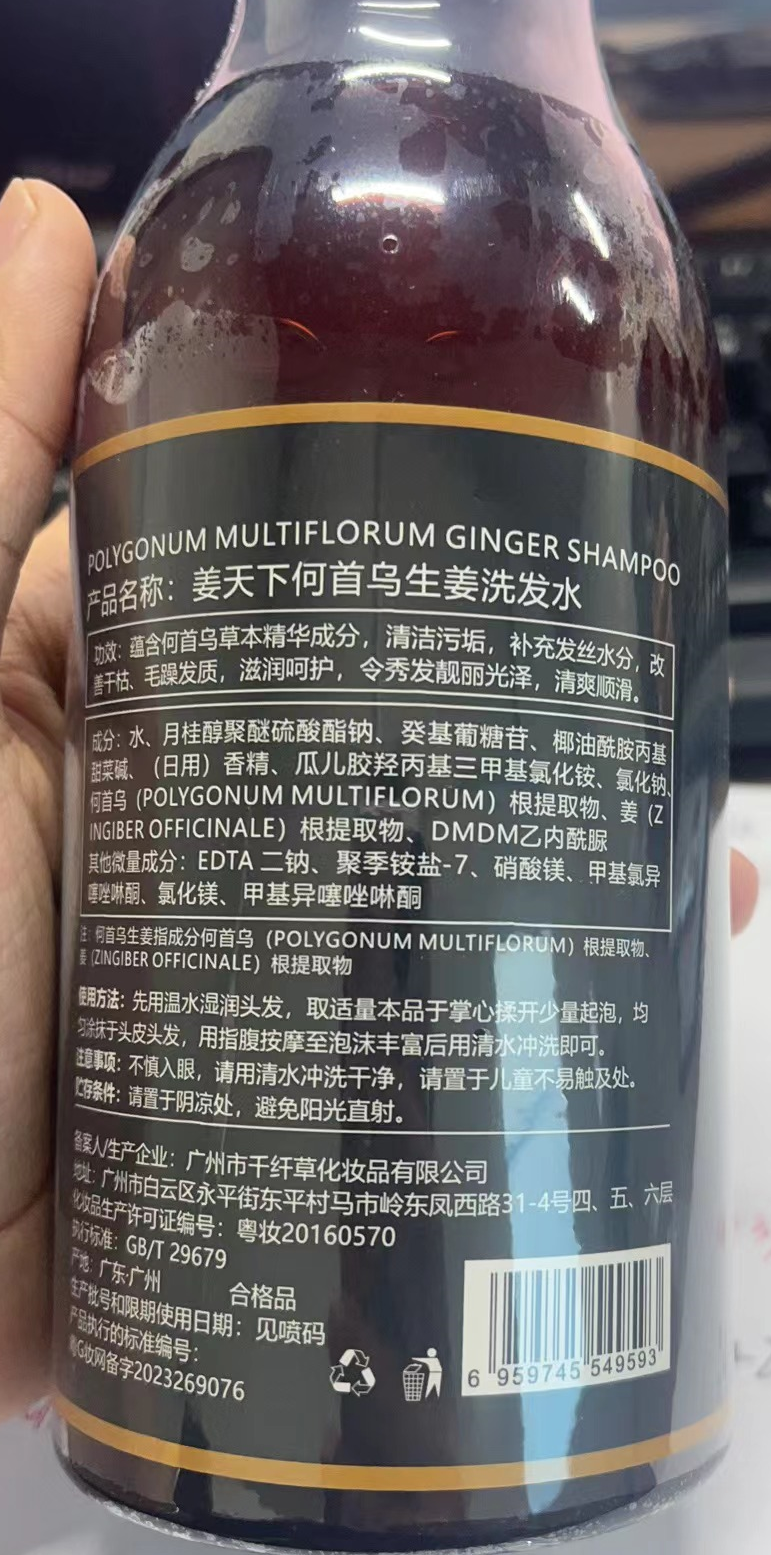 POLYGONUM MULTIFLORUM GINGER SHAMPOO
产品名称：姜天下何首乌生姜洗发水
功效：蕴含何首乌草本精华成分，清洁污垢，补充发丝水分，改
善干枯、毛躁发质，滋润呵护，令秀发靓丽光泽，清爽顺滑。
成分：水、月桂醇聚醚硫酸酯钠、癸基葡糖苷、椰油酰胺丙基
甜菜碱、（日用）香精、瓜儿胶羟丙基三甲基氯化铵、氯化钠、
何首乌（POLYGONUM MULTIFLORUM）根提取物、姜（Z
INGIBER OFFICINALE）根提取物、DMDM乙内酰脲
其他微量成分：EDTA 二钠、聚季铵盐-7、硝酸镁、甲基氯异
噻唑啉酮、氯化镁、甲基异噻唑啉酮
注：何首乌生姜指成分何首乌（POLYGONUM MULTIFLORUM）根提取物、
姜（ZINGIBER OFFICINALE）根提取物
使用方法：先用温水湿润头发，取适量本品于掌心揉开少量起泡，均
匀涂抹于头皮头发，用指腹按摩至泡沫丰富后用清水冲洗即可。
注意事项：不慎入眼，请用清水冲洗干净，请置于儿童不易触及处。
贮存条件：请置于阴凉处，避免阳光直射。
备案人/生产企业：广州市千纤草化妆品有限公司
地址：广州市白云区永平街东平村马市岭东凤西路31-4号四、五、六层
化妆品生产许可证编号：粤妆20160570
执行标准：GB/T 29679
产地：广东·广州
合格品
生产批号和限期使用日期：见喷码
产品执行的标准编号：
粤G妆网备字2023269076
6 959745 549593